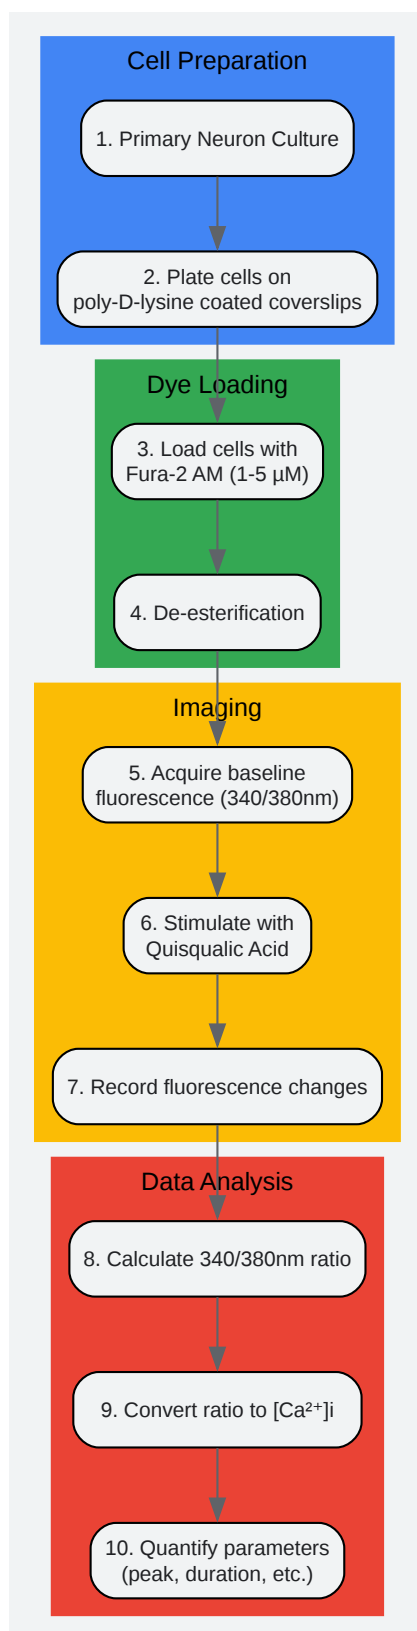 Cell Preparation
1. Primary Neuron Culture
2. Plate cells on
poly-D-lysine coated coverslips
Dye Loading
3. Load cells with
Fura-2 AM (1-5 µM)
4. De-esterification
Imaging
5. Acquire baseline
fluorescence (340/380nm)
6. Stimulate with
Quisqualic Acid
7. Record fluorescence changes
Data Analysis
8. Calculate 340/380nm ratio
9. Convert ratio to [Ca²⁺]i
10. Quantify parameters
(peak, duration, etc.)